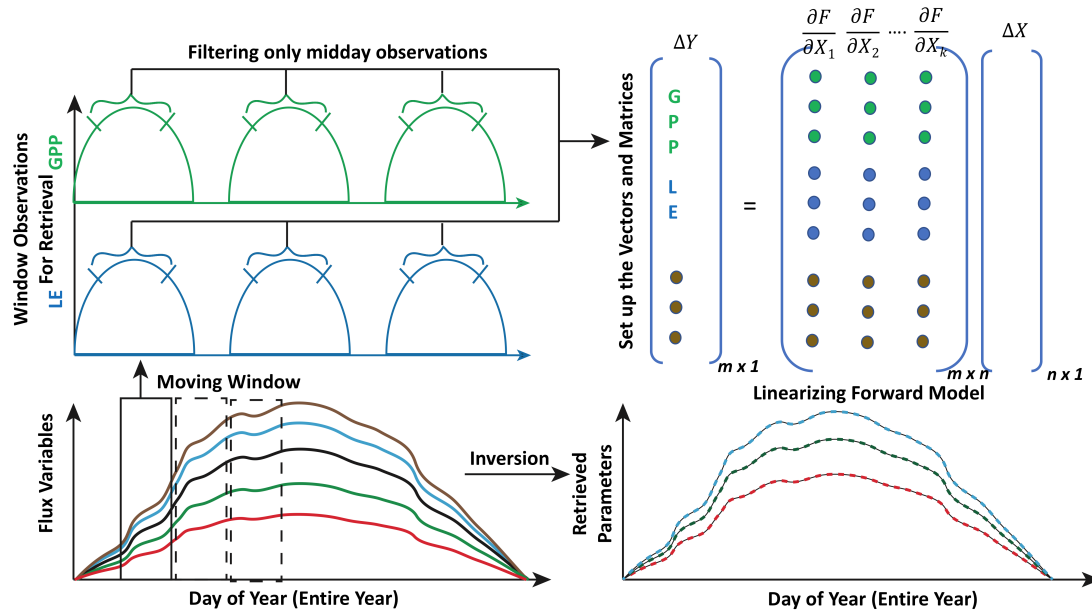 Filtering only midday observations
Window Observations
For Retrieval
GPP
LE
Set up the Vectors and Matrices
ΔY
G
P
P
L
E
m x 1
=
∂F/∂X₁ ∂F/∂X₂ ···· ∂F/∂Xₖ
m x n
ΔX
n x 1
Linearizing Forward Model
Moving Window
Flux Variables
Day of Year (Entire Year)
Inversion
Retrieved
Parameters
Day of Year (Entire Year)